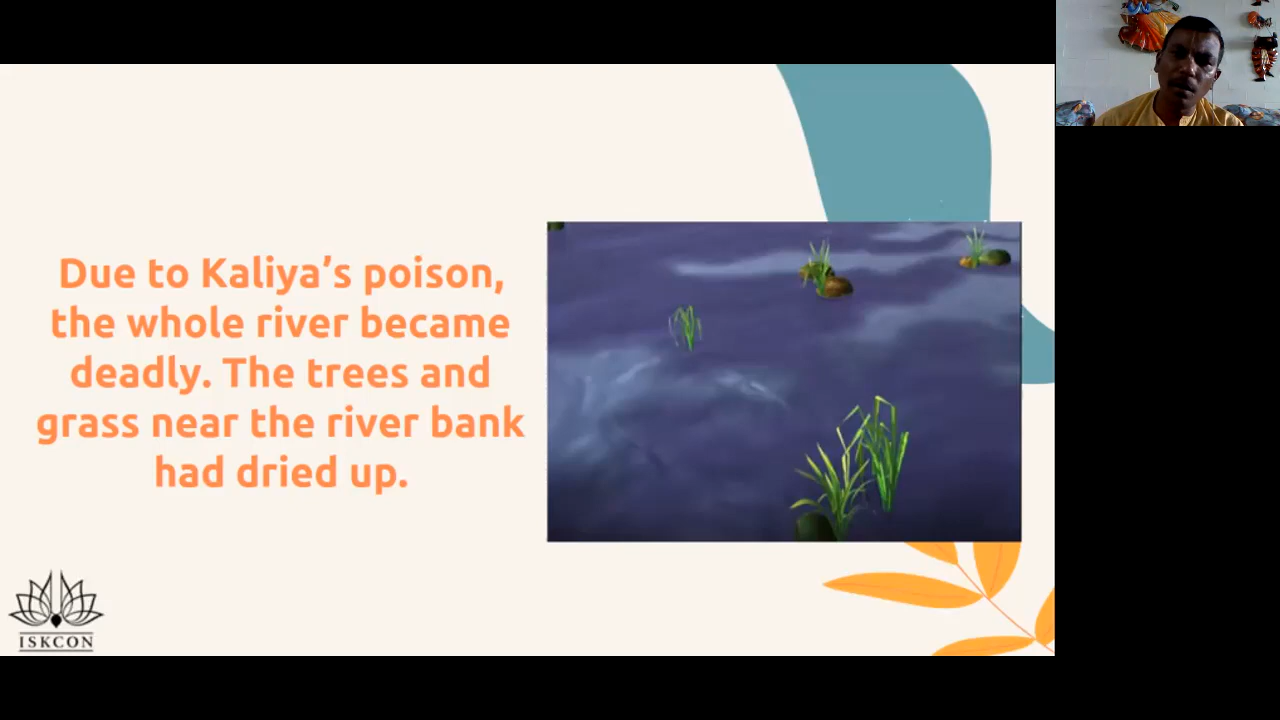 Due to Kaliya’s poison,
the whole river became
deadly. The trees and
grass near the river bank
had dried up.
ISKCON